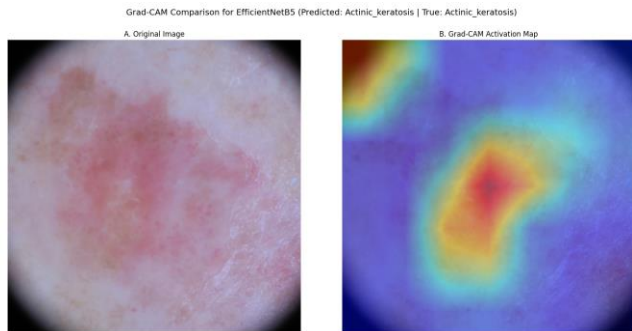 Grad-CAM Comparison for EfficientNetB5 (Predicted: Actinic_keratosis | True: Actinic_keratosis)
A. Original Image
B. Grad-CAM Activation Map